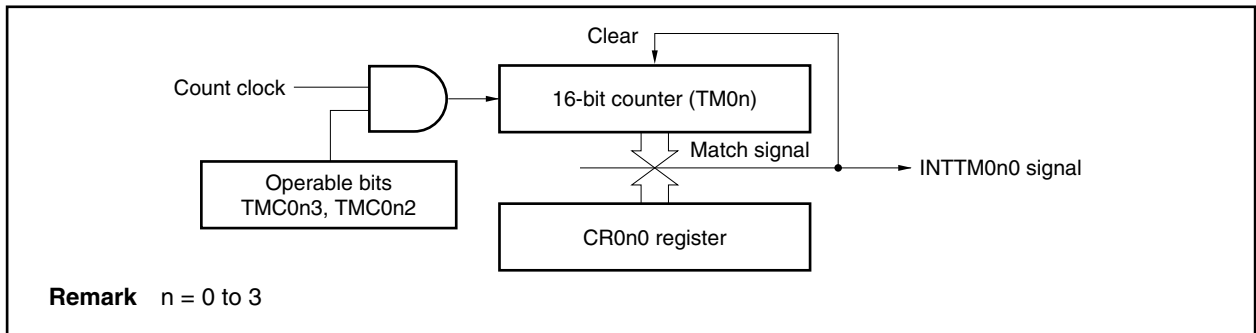 Clear
Count clock
16-bit counter (TM0n)
Match signal
INTTM0n0 signal
Operable bits
TMC0n3, TMC0n2
CR0n0 register
Remark n = 0 to 3